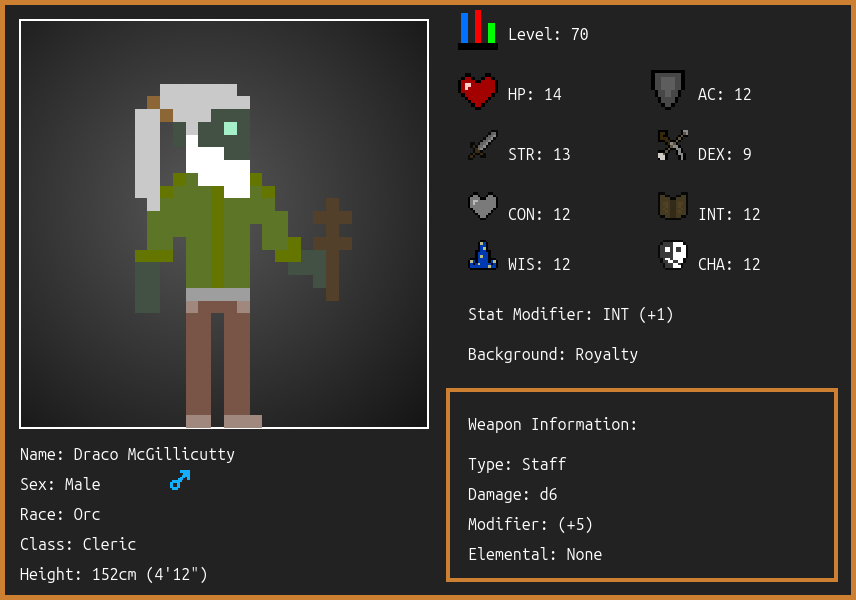 Level: 70
HP: 14
AC: 12
STR: 13
DEX: 9
CON: 12
INT: 12
WIS: 12
CHA: 12
Stat Modifier: INT (+1)
Background: Royalty
Weapon Information:
Type: Staff
Damage: d6
Modifier: (+5)
Elemental: None
Name: Draco McGillicutty
Sex: Male
Race: Orc
Class: Cleric
Height: 152cm (4'12")